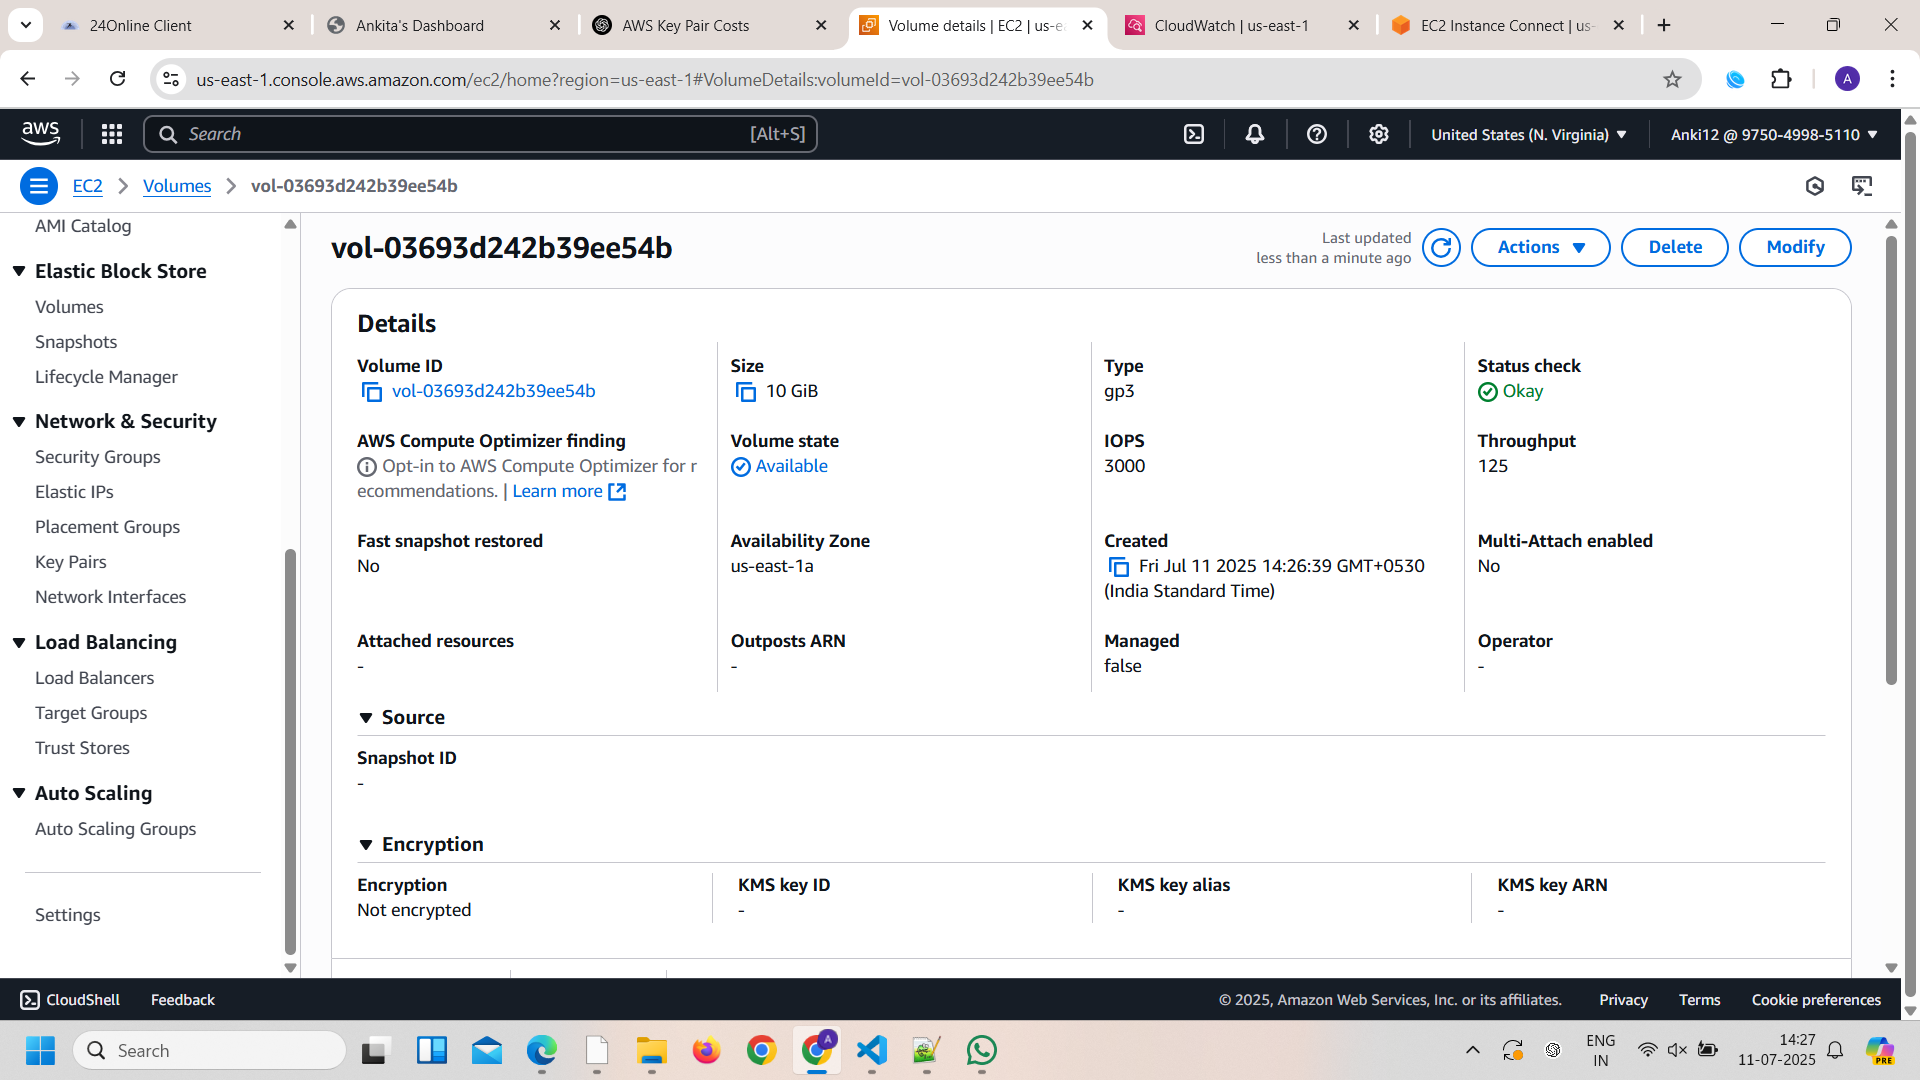 24Online Client
Ankita's Dashboard
AWS Key Pair Costs
Volume details | EC2 | us-ea
CloudWatch | us-east-1
EC2 Instance Connect | us-
us-east-1.console.aws.amazon.com/ec2/home?region=us-east-1#VolumeDetails:volumeId=vol-03693d242b39ee54b
A
aws
Search
[Alt+S]
United States (N. Virginia)
Anki12 @ 9750-4998-5110
EC2
Volumes
vol-03693d242b39ee54b
AMI Catalog
Elastic Block Store
Volumes
Snapshots
Lifecycle Manager
Network & Security
Security Groups
Elastic IPs
Placement Groups
Key Pairs
Network Interfaces
Load Balancing
Load Balancers
Target Groups
Trust Stores
Auto Scaling
Auto Scaling Groups
Settings
vol-03693d242b39ee54b
Last updated
less than a minute ago
Actions
Delete
Modify
Details
Volume ID
vol-03693d242b39ee54b
Size
10 GiB
Type
gp3
Status check
Okay
AWS Compute Optimizer finding
Opt-in to AWS Compute Optimizer for r
ecommendations. | Learn more
Volume state
Available
IOPS
3000
Throughput
125
Fast snapshot restored
No
Availability Zone
us-east-1a
Created
Fri Jul 11 2025 14:26:39 GMT+0530
(India Standard Time)
Multi-Attach enabled
No
Attached resources
-
Outposts ARN
-
Managed
false
Operator
-
Source
Snapshot ID
-
Encryption
Encryption
Not encrypted
KMS key ID
-
KMS key alias
-
KMS key ARN
-
CloudShell
Feedback
© 2025, Amazon Web Services, Inc. or its affiliates.
Privacy
Terms
Cookie preferences
Search
A
ENG
IN
14:27
11-07-2025
PRE